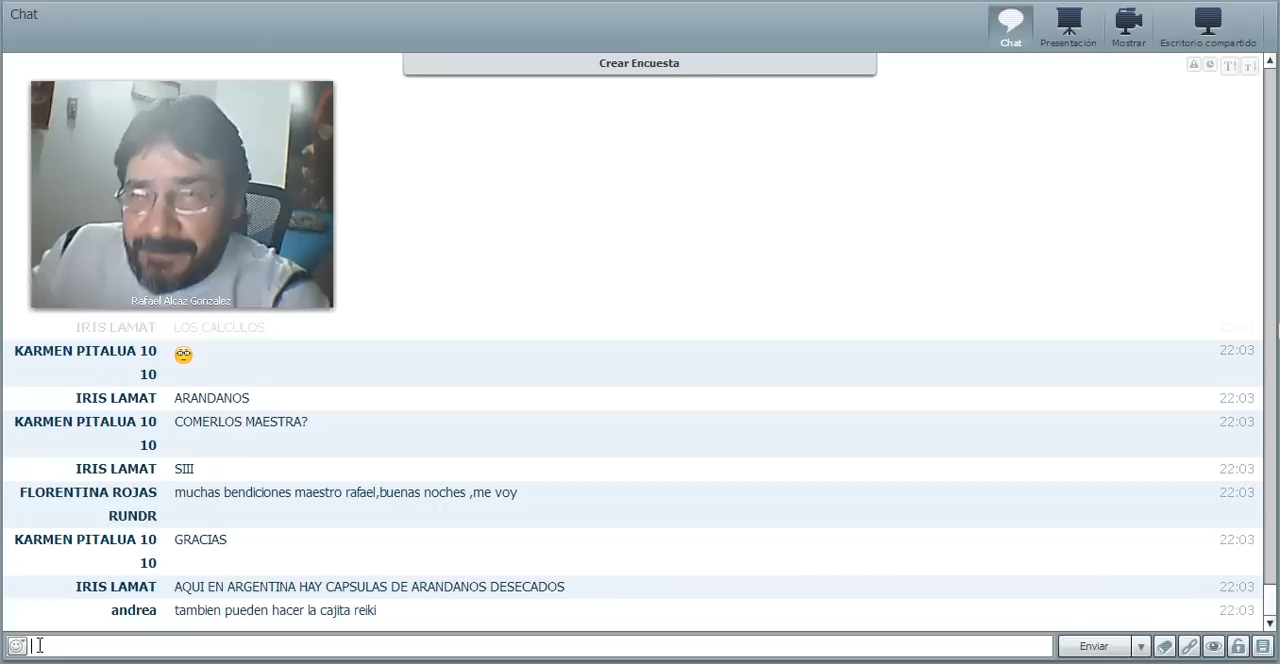 Chat
Chat
Presentación
Mostrar
Escritorio compartido
Crear Encuesta
Rafael Alcaz Gonzalez
IRIS LAMAT LOS CALCULOS 22:03
KARMEN PITALUA 10 22:03
10
IRIS LAMAT ARANDANOS 22:03
KARMEN PITALUA 10 COMERLOS MAESTRA? 22:03
10
IRIS LAMAT SIII 22:03
FLORENTINA ROJAS muchas bendiciones maestro rafael,buenas noches ,me voy 22:03
RUNDR
KARMEN PITALUA 10 GRACIAS 22:03
10
IRIS LAMAT AQUI EN ARGENTINA HAY CAPSULAS DE ARANDANOS DESECADOS 22:03
andrea tambien pueden hacer la cajita reiki 22:03
Enviar